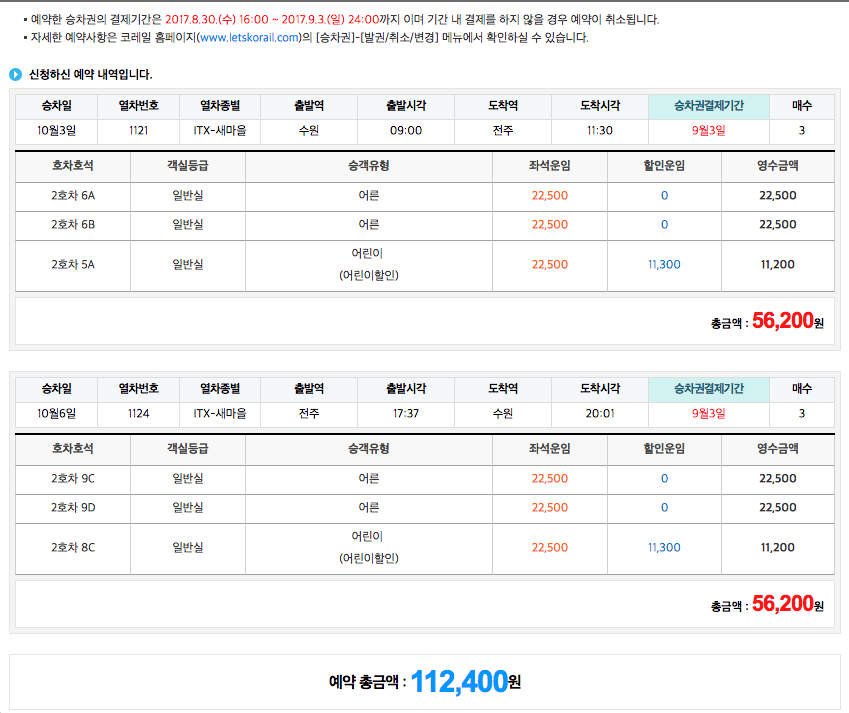 예약한 승차권의 결제기간은 2017.8.30.(수) 16:00 ~ 2017.9.3.(일) 24:00까지 이며 기간 내 결제를 하지 않을 경우 예약이 취소됩니다.
자세한 예약사항은 코레일 홈페이지(www.letskorail.com)의 [승차권]-[발권/취소/변경] 메뉴에서 확인하실 수 있습니다.
신청하신 예약 내역입니다.
승차일 열차번호 열차종별 출발역 출발시각 도착역 도착시각 승차권결제기간 매수
10월3일 1121 ITX-새마을 수원 09:00 전주 11:30 9월3일 3
호차호석 객실등급 승객유형 좌석운임 할인운임 영수금액
2호차 6A 일반실 어른 22,500 0 22,500
2호차 6B 일반실 어른 22,500 0 22,500
2호차 5A 일반실 어린이 22,500 11,300 11,200
(어린이할인)
총금액 : 56,200원
승차일 열차번호 열차종별 출발역 출발시각 도착역 도착시각 승차권결제기간 매수
10월6일 1124 ITX-새마을 전주 17:37 수원 20:01 9월3일 3
호차호석 객실등급 승객유형 좌석운임 할인운임 영수금액
2호차 9C 일반실 어른 22,500 0 22,500
2호차 9D 일반실 어른 22,500 0 22,500
2호차 8C 일반실 어린이 22,500 11,300 11,200
(어린이할인)
총금액 : 56,200원
예약 총금액 : 112,400원